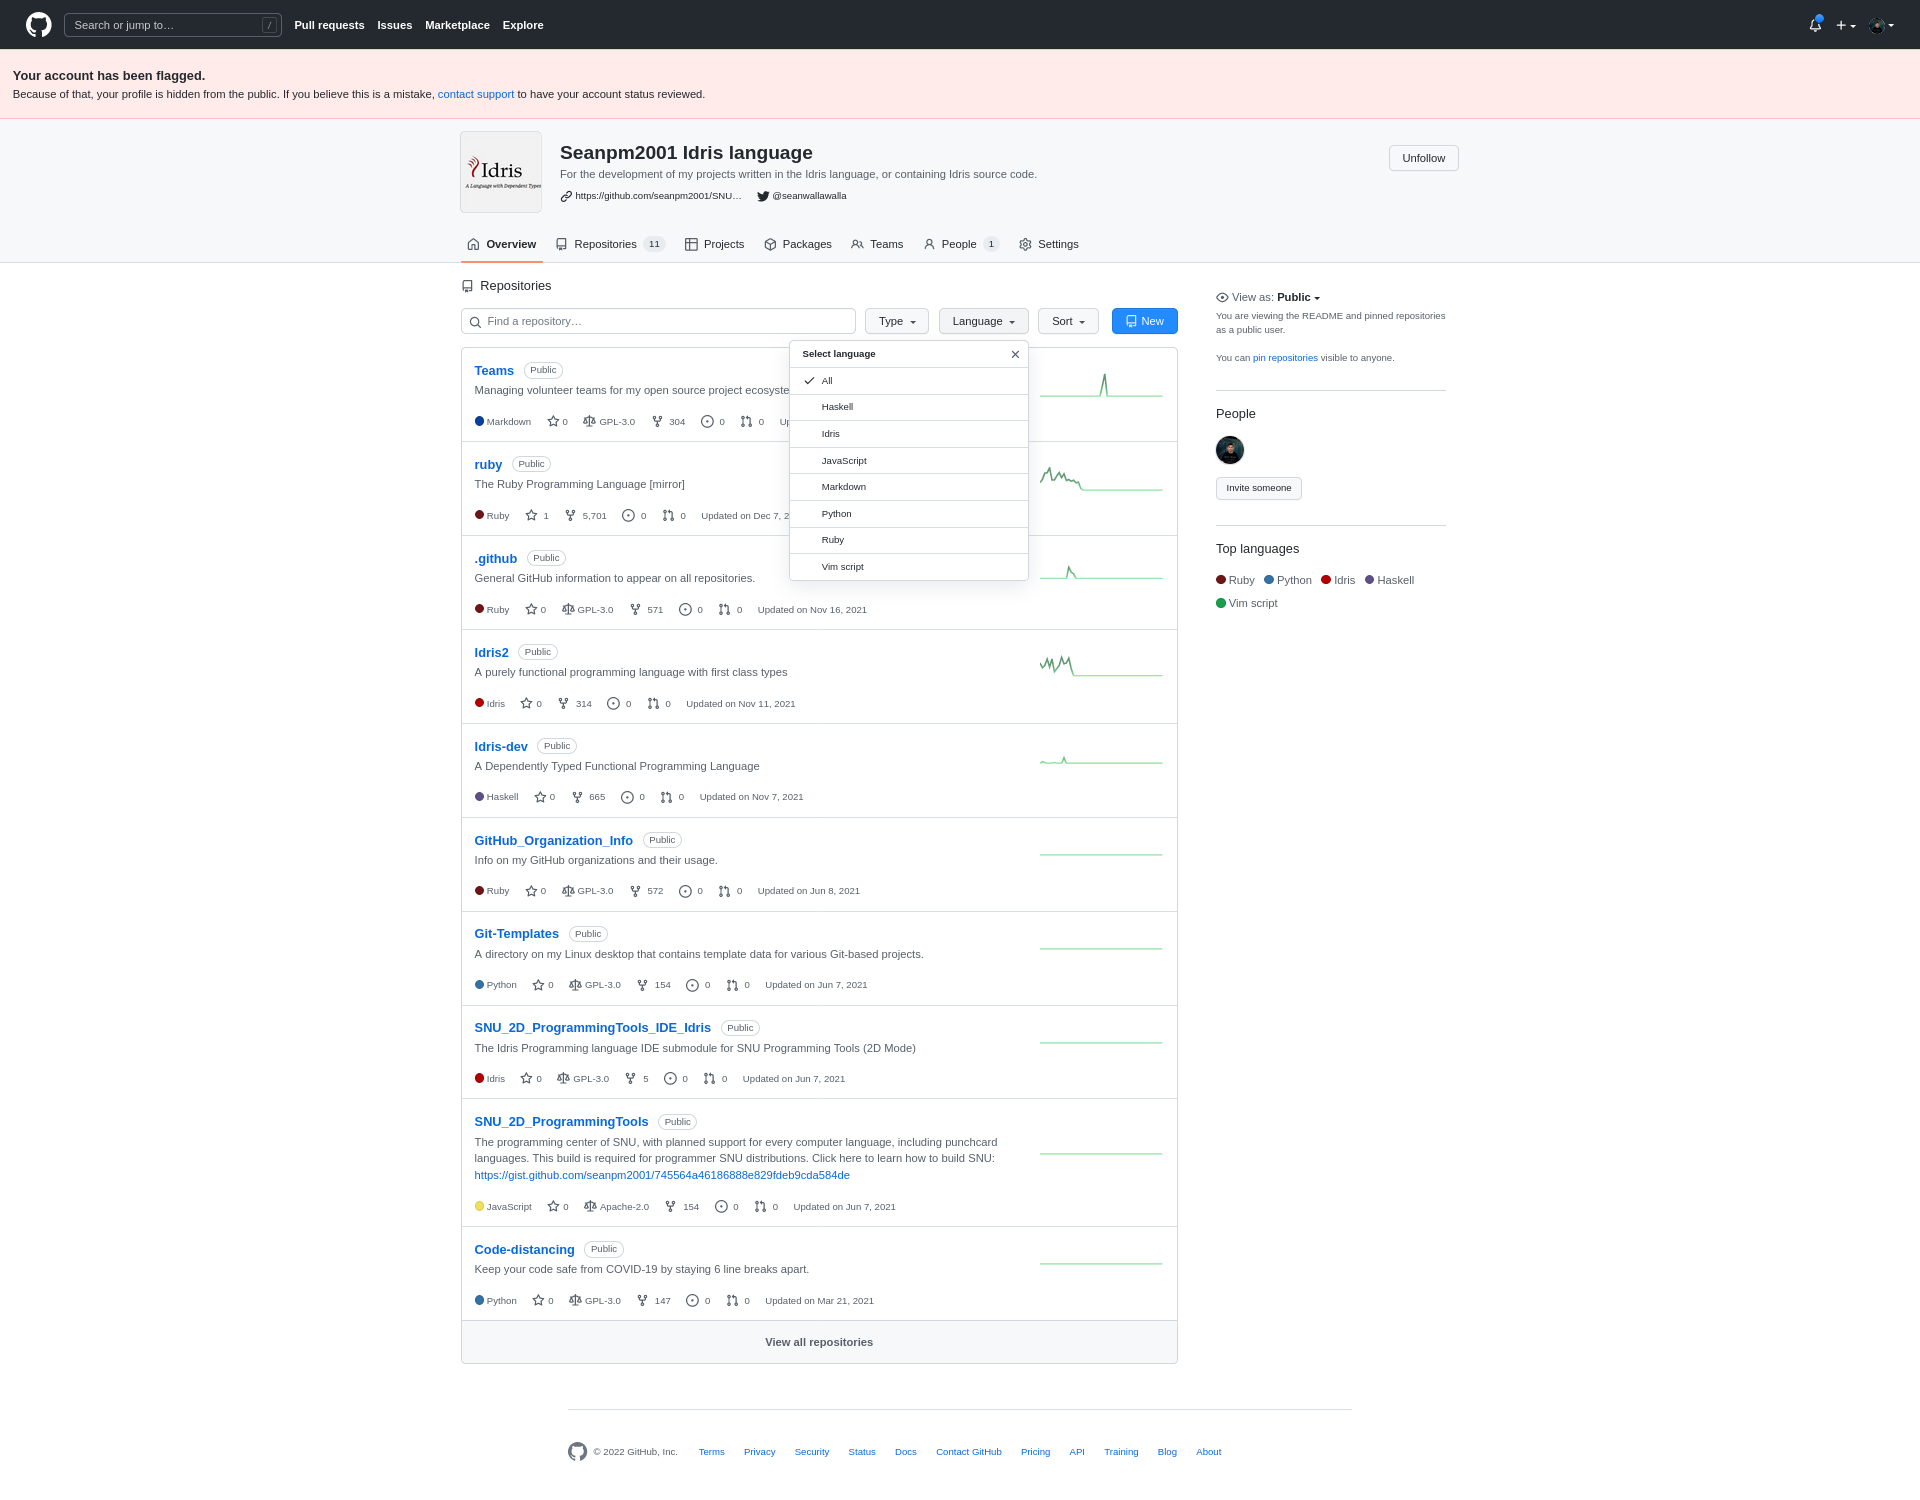 Search or jump to…
/
Pull requests Issues Marketplace Explore
Your account has been flagged.
Because of that, your profile is hidden from the public. If you believe this is a mistake, contact support to have your account status reviewed.
Idris
A Language with Dependent Types
Seanpm2001 Idris language
For the development of my projects written in the Idris language, or containing Idris source code.
https://github.com/seanpm2001/SNU… @seanwallawalla
Unfollow
Overview Repositories 11 Projects Packages Teams People 1 Settings
Repositories
Find a repository…
Type Language Sort New
Select language
All
Haskell
Idris
JavaScript
Markdown
Python
Ruby
Vim script
Teams Public
Managing volunteer teams for my open source project ecosyste
Markdown 0 GPL-3.0 304 0 0 Up
ruby Public
The Ruby Programming Language [mirror]
Ruby 1 5,701 0 0 Updated on Dec 7, 2
.github Public
General GitHub information to appear on all repositories.
Ruby 0 GPL-3.0 571 0 0 Updated on Nov 16, 2021
Idris2 Public
A purely functional programming language with first class types
Idris 0 314 0 0 Updated on Nov 11, 2021
Idris-dev Public
A Dependently Typed Functional Programming Language
Haskell 0 665 0 0 Updated on Nov 7, 2021
GitHub_Organization_Info Public
Info on my GitHub organizations and their usage.
Ruby 0 GPL-3.0 572 0 0 Updated on Jun 8, 2021
Git-Templates Public
A directory on my Linux desktop that contains template data for various Git-based projects.
Python 0 GPL-3.0 154 0 0 Updated on Jun 7, 2021
SNU_2D_ProgrammingTools_IDE_Idris Public
The Idris Programming language IDE submodule for SNU Programming Tools (2D Mode)
Idris 0 GPL-3.0 5 0 0 Updated on Jun 7, 2021
SNU_2D_ProgrammingTools Public
The programming center of SNU, with planned support for every computer language, including punchcard
languages. This build is required for programmer SNU distributions. Click here to learn how to build SNU:
https://gist.github.com/seanpm2001/745564a46186888e829fdeb9cda584de
JavaScript 0 Apache-2.0 154 0 0 Updated on Jun 7, 2021
Code-distancing Public
Keep your code safe from COVID-19 by staying 6 line breaks apart.
Python 0 GPL-3.0 147 0 0 Updated on Mar 21, 2021
View all repositories
View as: Public
You are viewing the README and pinned repositories
as a public user.
You can pin repositories visible to anyone.
People
Invite someone
Top languages
Ruby Python Idris Haskell
Vim script
© 2022 GitHub, Inc. Terms Privacy Security Status Docs Contact GitHub Pricing API Training Blog About